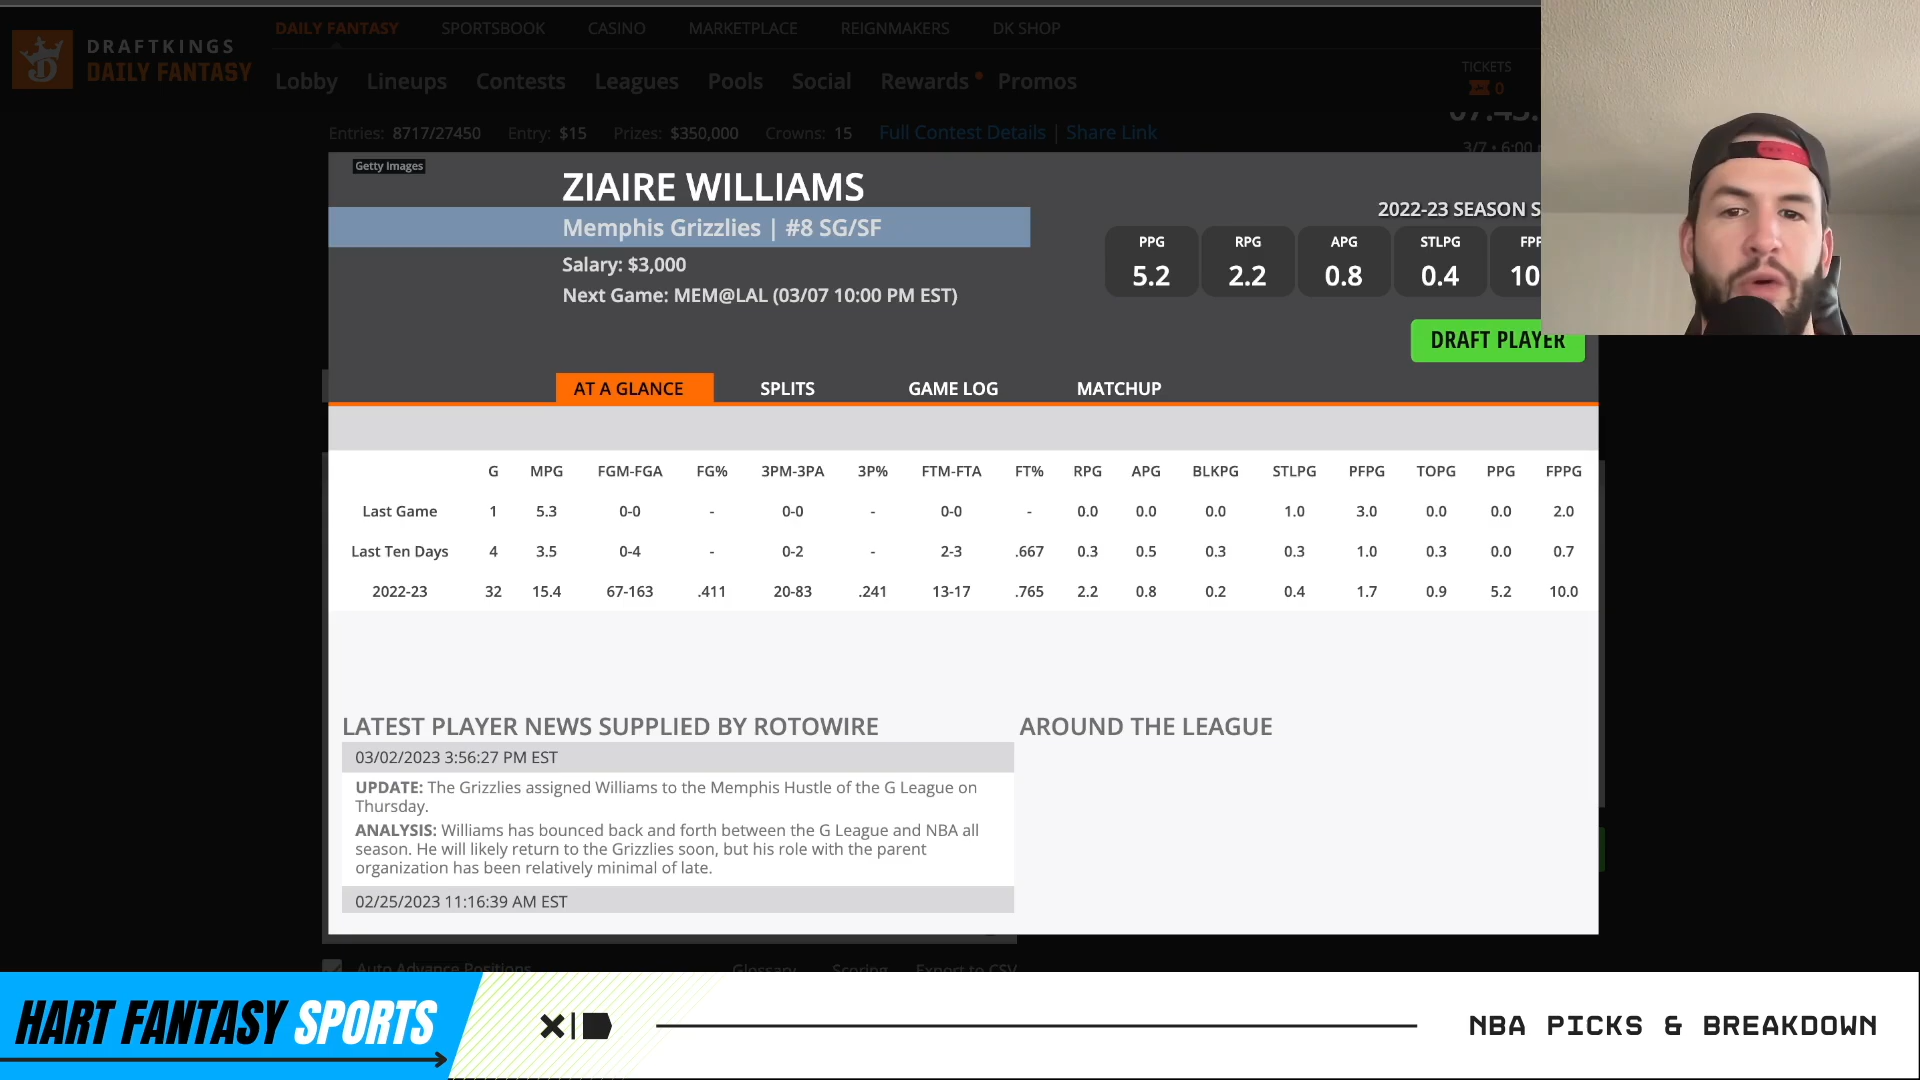 DAILY FANTASY SPORTSBOOK CASINO MARKETPLACE REIGNMAKERS DK SHOP
DRAFTKINGS
DAILY FANTASY
Lobby Lineups Contests Leagues Pools Social Rewards Promos
TICKETS
0
Entries: 8717/27450 Entry: $15 Prizes: $350,000 Crowns: 15 Full Contest Details | Share Link
Getty Images
ZIAIRE WILLIAMS
Memphis Grizzlies | #8 SG/SF
Salary: $3,000
Next Game: MEM@LAL (03/07 10:00 PM EST)
2022-23 SEASON S
PPG RPG APG STLPG FPP
5.2 2.2 0.8 0.4 10
DRAFT PLAYER
AT A GLANCE SPLITS GAME LOG MATCHUP
G MPG FGM-FGA FG% 3PM-3PA 3P% FTM-FTA FT% RPG APG BLKPG STLPG PFPG TOPG PPG FPPG
Last Game 1 5.3 0-0 - 0-0 - 0-0 - 0.0 0.0 0.0 1.0 3.0 0.0 0.0 2.0
Last Ten Days 4 3.5 0-4 - 0-2 - 2-3 .667 0.3 0.5 0.3 0.3 1.0 0.3 0.0 0.7
2022-23 32 15.4 67-163 .411 20-83 .241 13-17 .765 2.2 0.8 0.2 0.4 1.7 0.9 5.2 10.0
LATEST PLAYER NEWS SUPPLIED BY ROTOWIRE
AROUND THE LEAGUE
03/02/2023 3:56:27 PM EST
UPDATE: The Grizzlies assigned Williams to the Memphis Hustle of the G League on
Thursday.
ANALYSIS: Williams has bounced back and forth between the G League and NBA all
season. He will likely return to the Grizzlies soon, but his role with the parent
organization has been relatively minimal of late.
02/25/2023 11:16:39 AM EST
Auto Advance Positions Glossary Scoring Export to CSV
HART FANTASY SPORTS
NBA PICKS & BREAKDOWN